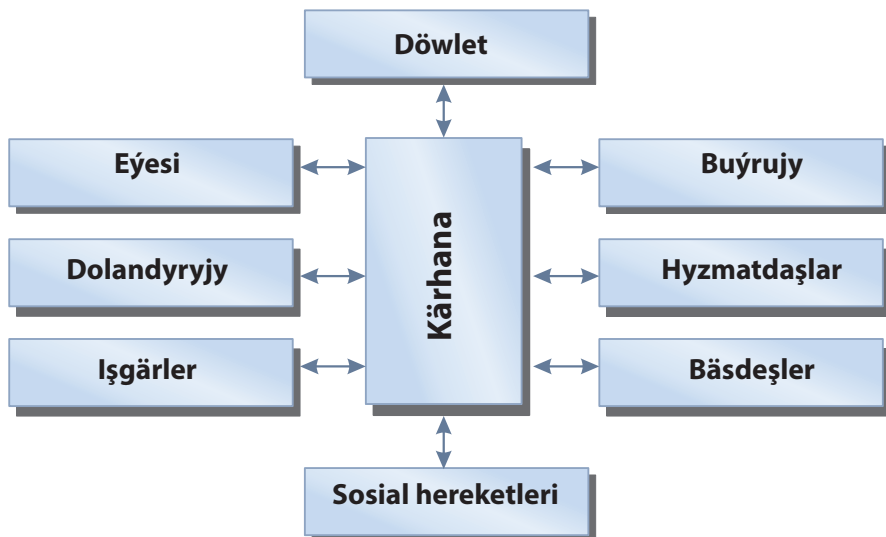 Döwlet
Eýesi
Buýrujy
Kärhana
Dolandyryjy
Hyzmatdaşlar
Işgärler
Bäsdeşler
Sosial hereketleri